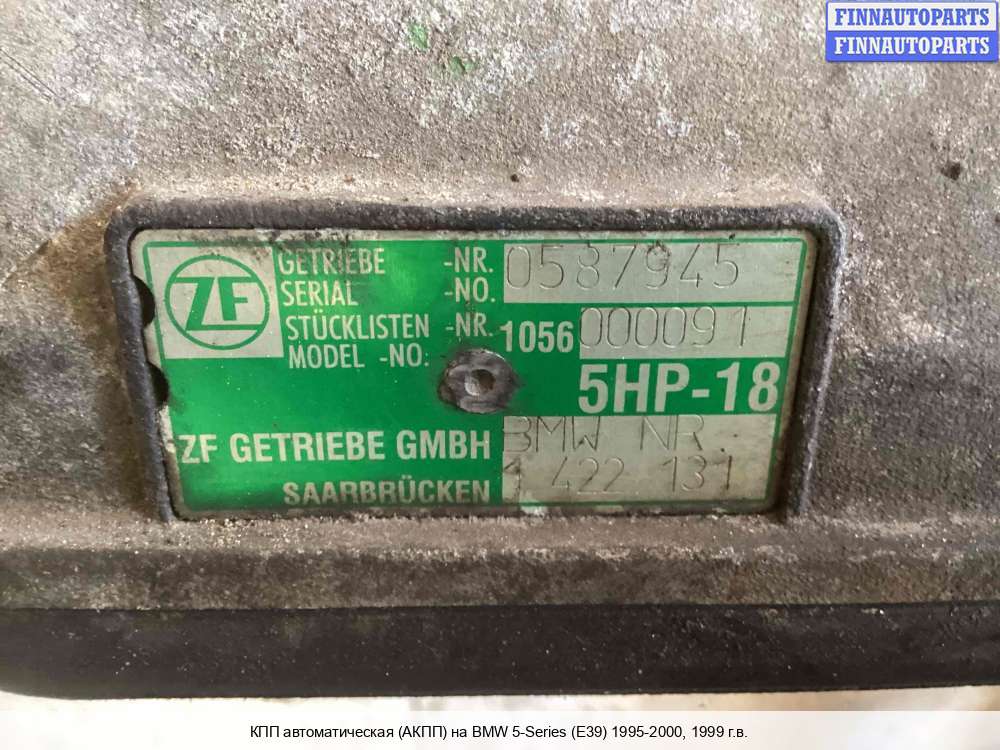 FINNAUTOPARTS
FINNAUTOPARTS
ZF
GETRIEBE -NR. 0587945
SERIAL -NO.
STÜCKLISTEN -NR. 1056 000091
MODEL -NO.
5HP-18
ZF GETRIEBE GMBH BMW NR.
SAARBRÜCKEN 1 422 131
КПП автоматическая (АКПП) на BMW 5-Series (E39) 1995-2000, 1999 г.в.